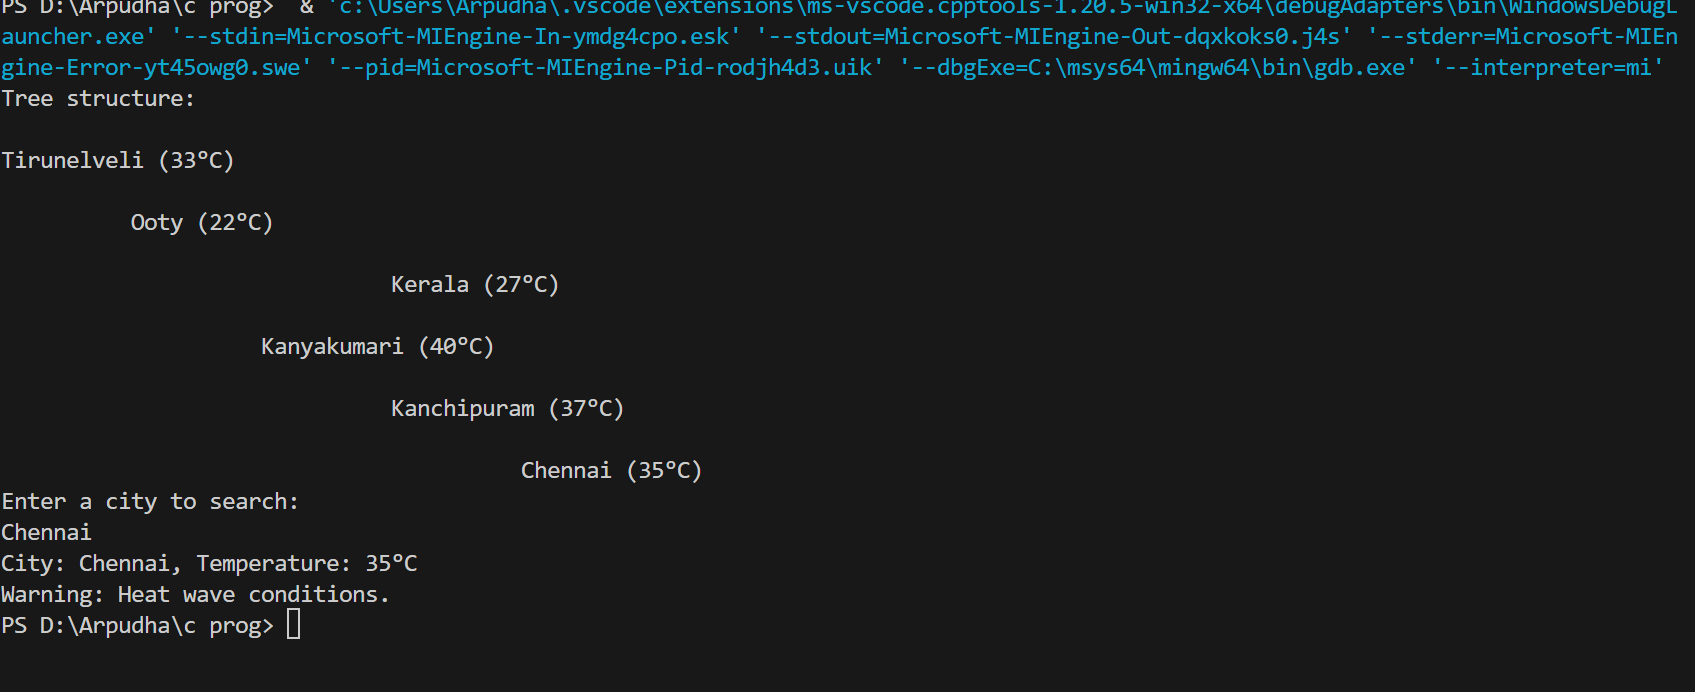 PS D:\Arpudha\c prog>  & 'c:\Users\Arpudha\.vscode\extensions\ms-vscode.cpptools-1.20.5-win32-x64\debugAdapters\bin\WindowsDebugL
auncher.exe' '--stdin=Microsoft-MIEngine-In-ymdg4cpo.esk' '--stdout=Microsoft-MIEngine-Out-dqxkoks0.j4s' '--stderr=Microsoft-MIEn
gine-Error-yt45owg0.swe' '--pid=Microsoft-MIEngine-Pid-rodjh4d3.uik' '--dbgExe=C:\msys64\mingw64\bin\gdb.exe' '--interpreter=mi'
Tree structure:
Tirunelveli (33°C)
Ooty (22°C)
Kerala (27°C)
Kanyakumari (40°C)
Kanchipuram (37°C)
Chennai (35°C)
Enter a city to search:
Chennai
City: Chennai, Temperature: 35°C
Warning: Heat wave conditions.
PS D:\Arpudha\c prog>